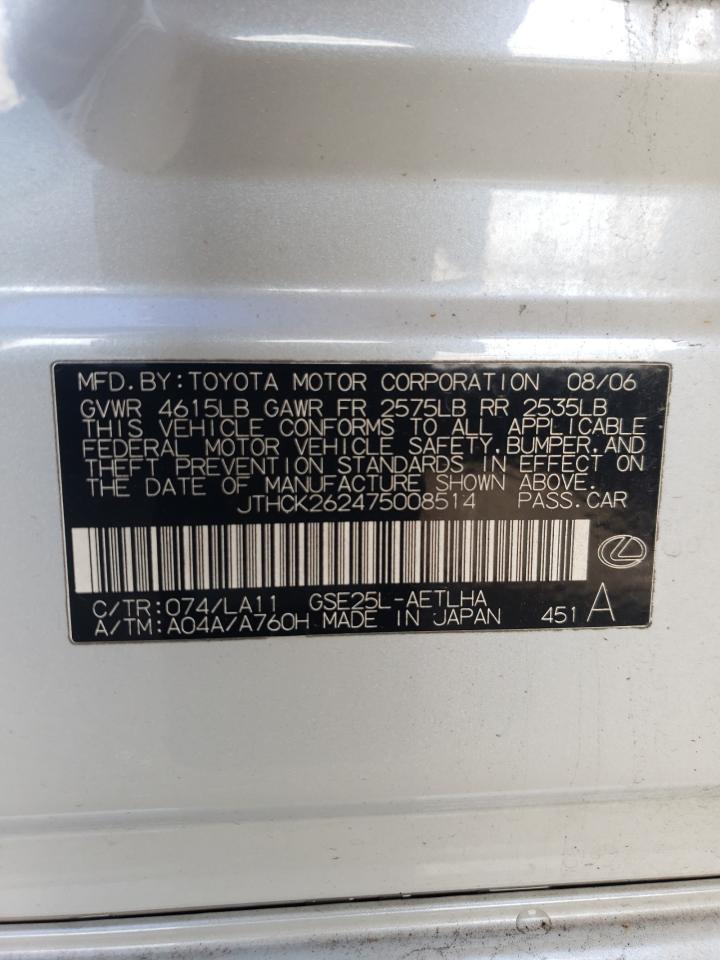 MFD.BY:TOYOTA MOTOR CORPORATION 08/06
GVWR 4615LB GAWR FR 2575LB RR 2535LB
THIS VEHICLE CONFORMS TO ALL APPLICABLE
FEDERAL MOTOR VEHICLE SAFETY,BUMPER,AND
THEFT PREVENTION STANDARDS IN EFFECT ON
THE DATE OF MANUFACTURE SHOWN ABOVE.
JTHCK262475008514 PASS.CAR
C/TR:074/LA11 GSE25L-AETLHA
A/TM:A04A/A760H MADE IN JAPAN 451 A